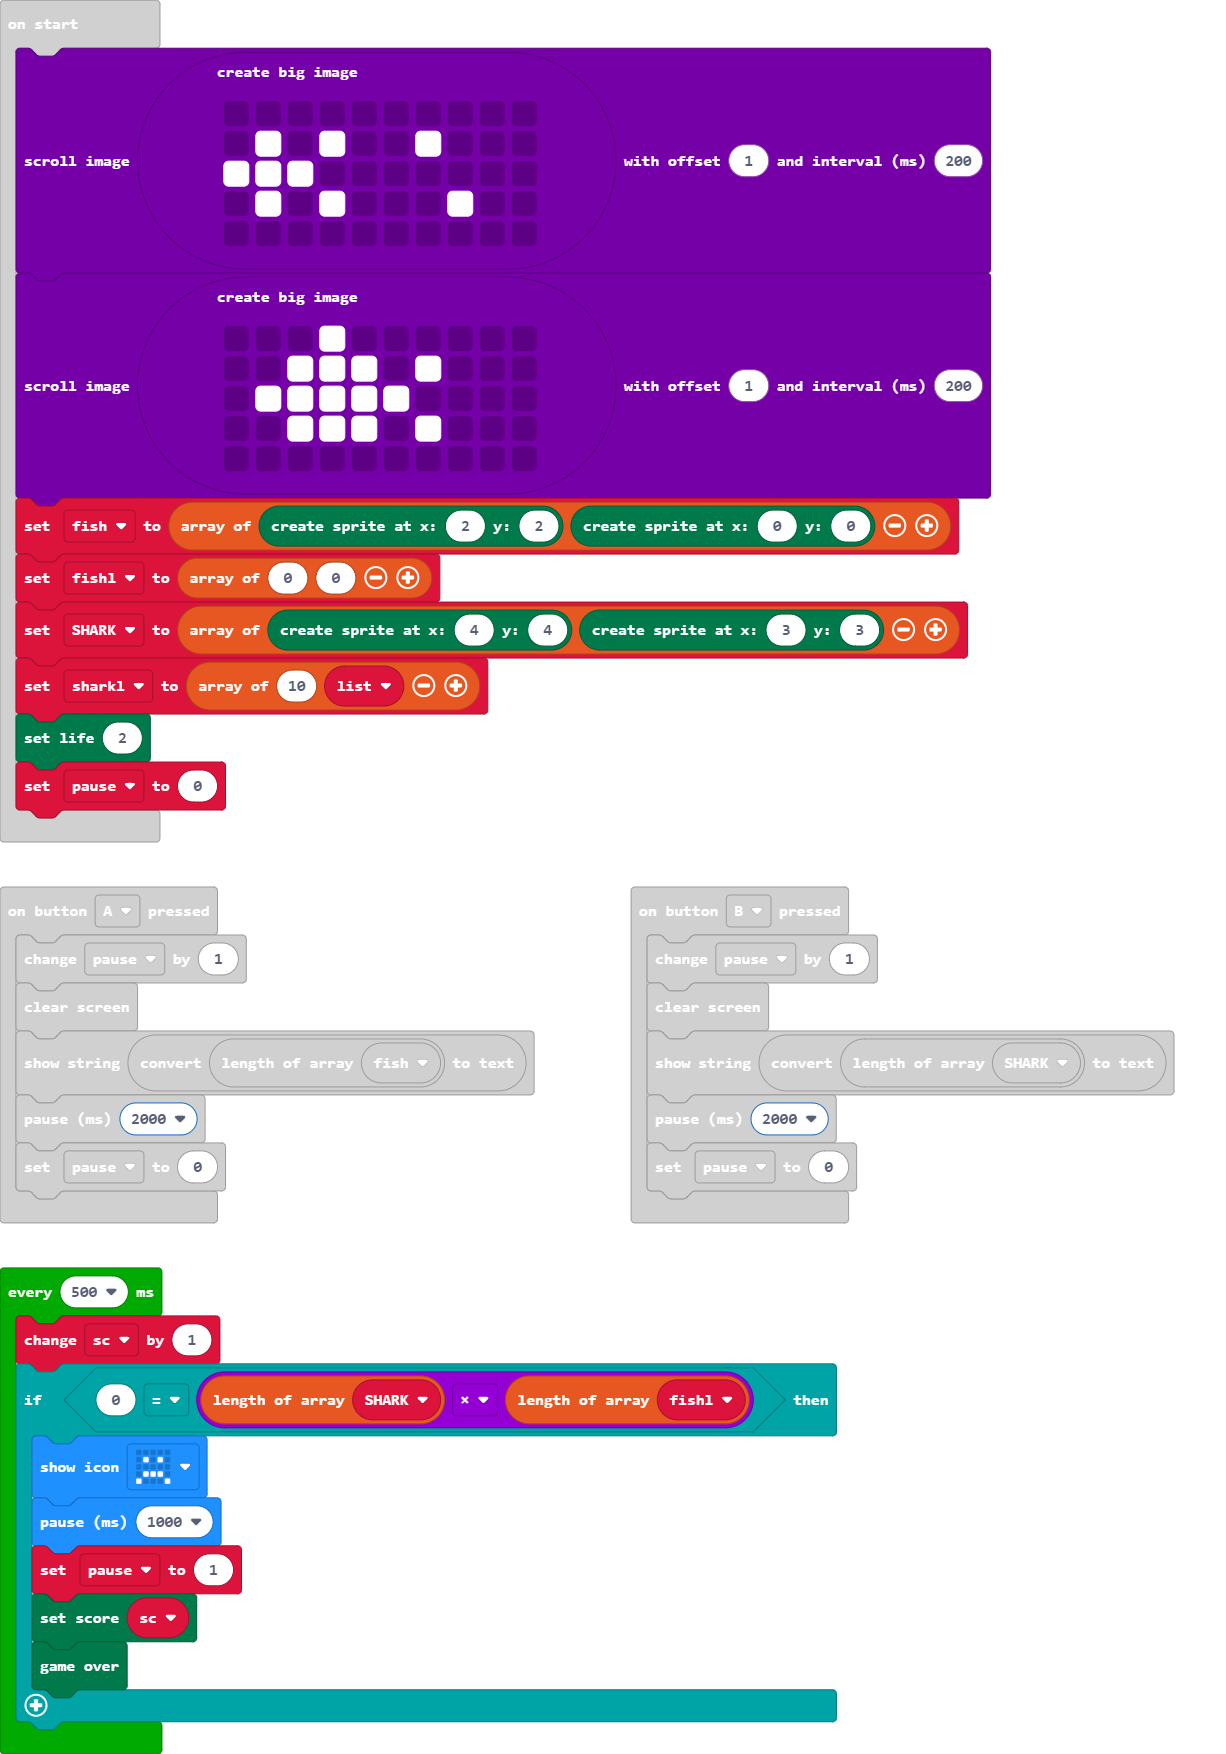 on start
create big image
scroll image with offset 1 and interval (ms) 200
create big image
scroll image with offset 1 and interval (ms) 200
set fish to array of create sprite at x: 2 y: 2 create sprite at x: 0 y: 0
set fishl to array of 0 0
set SHARK to array of create sprite at x: 4 y: 4 create sprite at x: 3 y: 3
set sharkl to array of 10 list
set life 2
set pause to 0
on button A pressed
change pause by 1
clear screen
show string convert length of array fish to text
pause (ms) 2000
set pause to 0
on button B pressed
change pause by 1
clear screen
show string convert length of array SHARK to text
pause (ms) 2000
set pause to 0
every 500 ms
change sc by 1
if 0 = length of array SHARK × length of array fishl then
show icon
pause (ms) 1000
set pause to 1
set score sc
game over